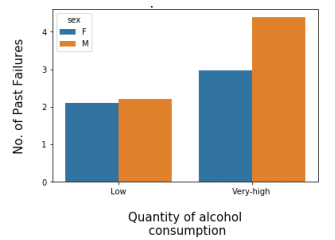 sex
F
M
No. of Past Failures
4
3
2
1
0
Low
Very-high
Quantity of alcohol
consumption